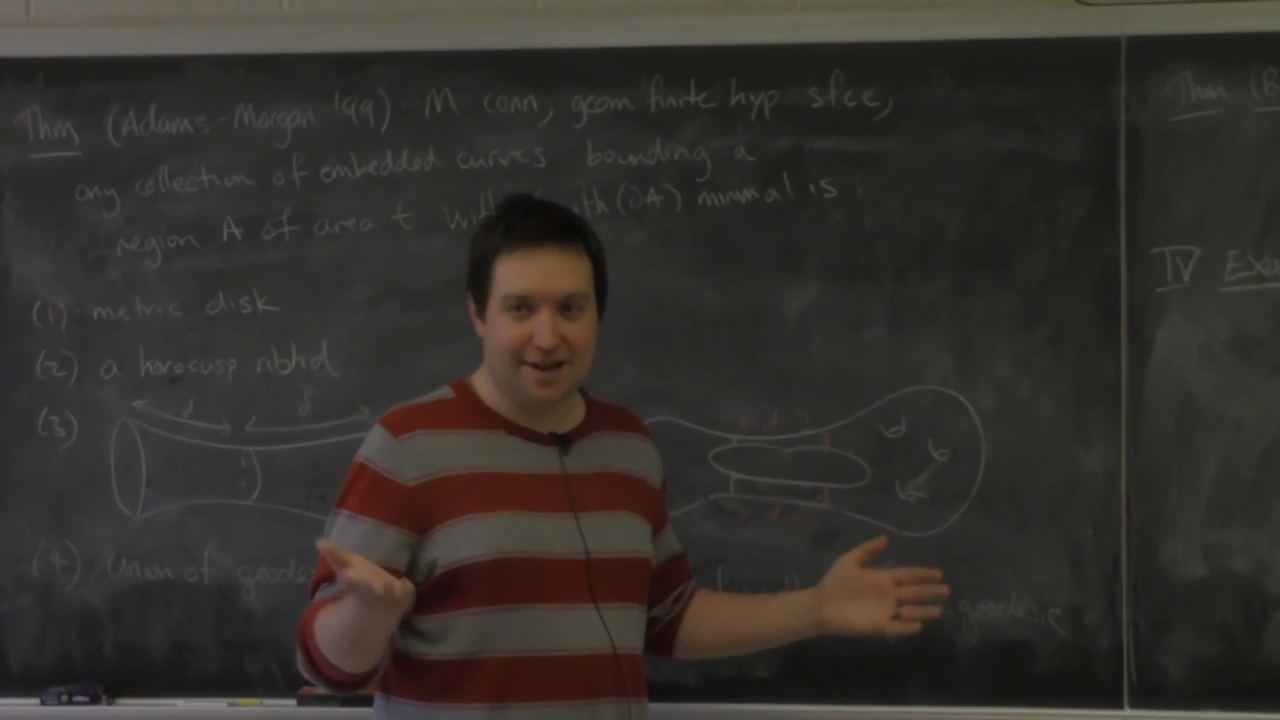 Thm (Adams-Morgan '99) M conn, geom finite hyp sfce,
any collection of embedded curves bounding a
region A of area t with (∂A) minimal is:
(1) metric disk
(2) a horocusp nbhd
(3) d δ
(4) Union of geodesic
Thm (B
IV Exa